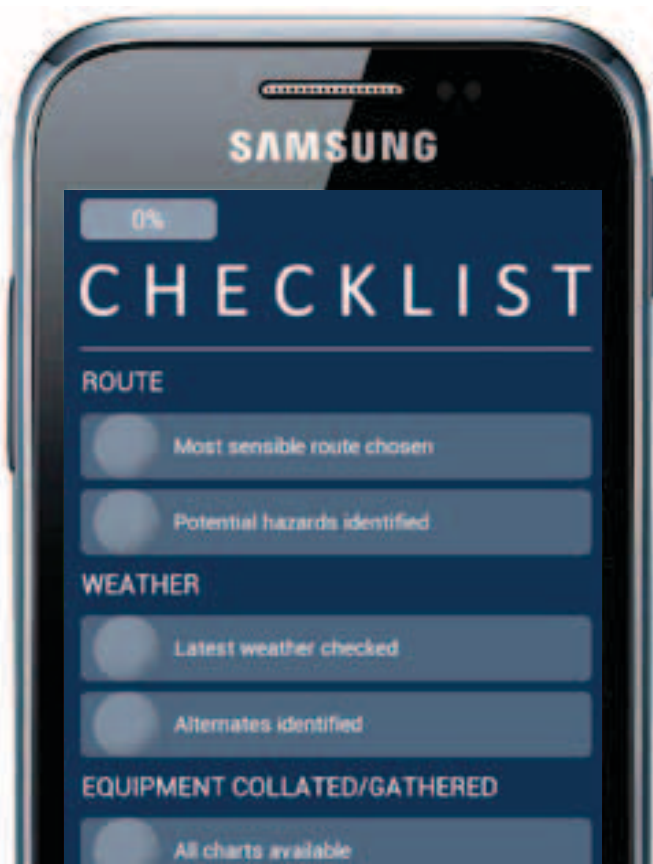 SAMSUNG
0%
CHECKLIST
ROUTE
Most sensible route chosen
Potential hazards identified
WEATHER
Latest weather checked
Alternates identified
EQUIPMENT COLLATED/GATHERED
All charts available